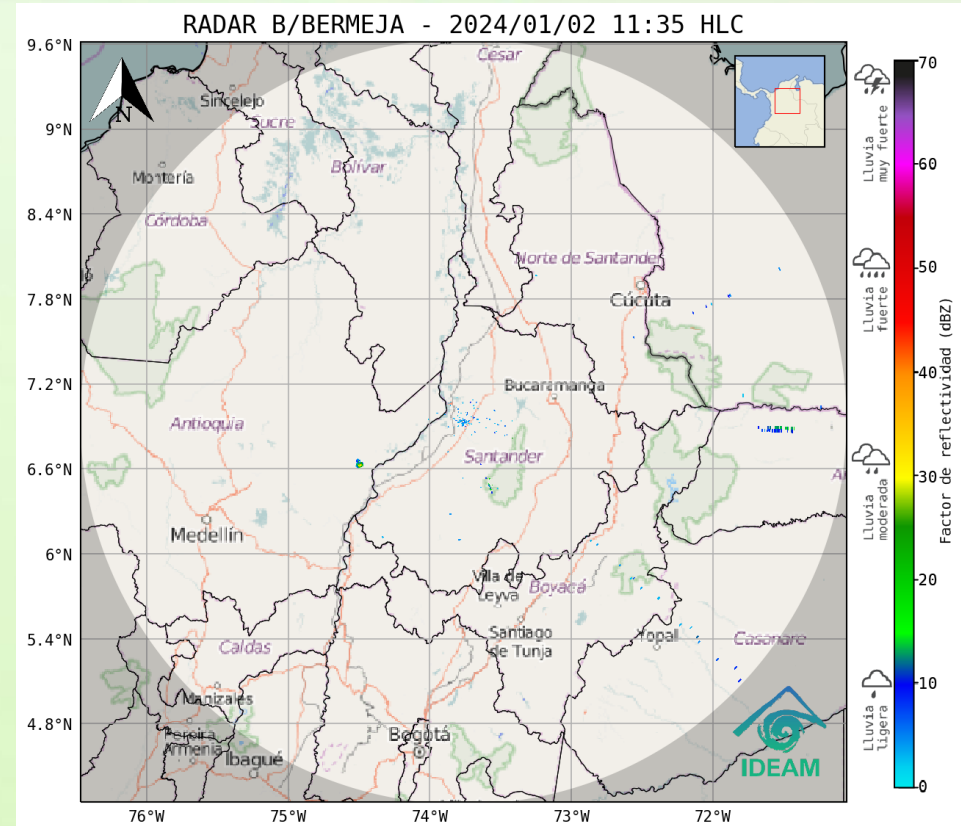 RADAR B/BERMEJA - 2024/01/02 11:35 HLC
9.6°N
9°N
8.4°N
7.8°N
7.2°N
6.6°N
6°N
5.4°N
4.8°N
76°W
75°W
74°W
73°W
72°W
N
Cesar
Sincelejo
Sucre
Bolívar
Montería
Córdoba
Norte de Santander
Cúcuta
Bucaramanga
Antioquia
Santander
Medellín
Villa de
Leyva
Boyacá
Santiago
de Tunja
Yopal
Casanare
Caldas
Manizales
Pereira
Armenia
Ibagué
Bogotá
IDEAM
70
60
50
40
30
20
10
0
Lluvia
muy fuerte
Lluvia
fuerte
Lluvia
moderada
Lluvia
ligera
Factor de reflectividad (dBZ)